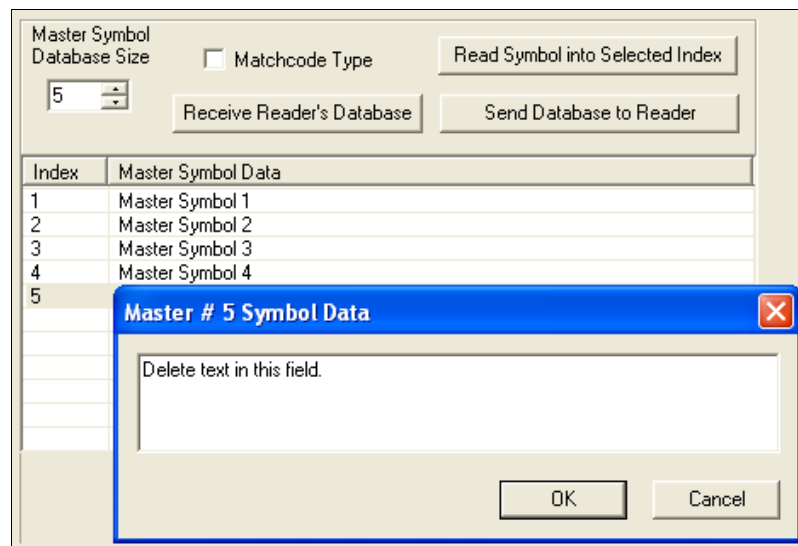 Master Symbol
Database Size
Matchcode Type
Read Symbol into Selected Index
5
Receive Reader's Database
Send Database to Reader
Index Master Symbol Data
1 Master Symbol 1
2 Master Symbol 2
3 Master Symbol 3
4 Master Symbol 4
5
Master # 5 Symbol Data
Delete text in this field.
OK Cancel